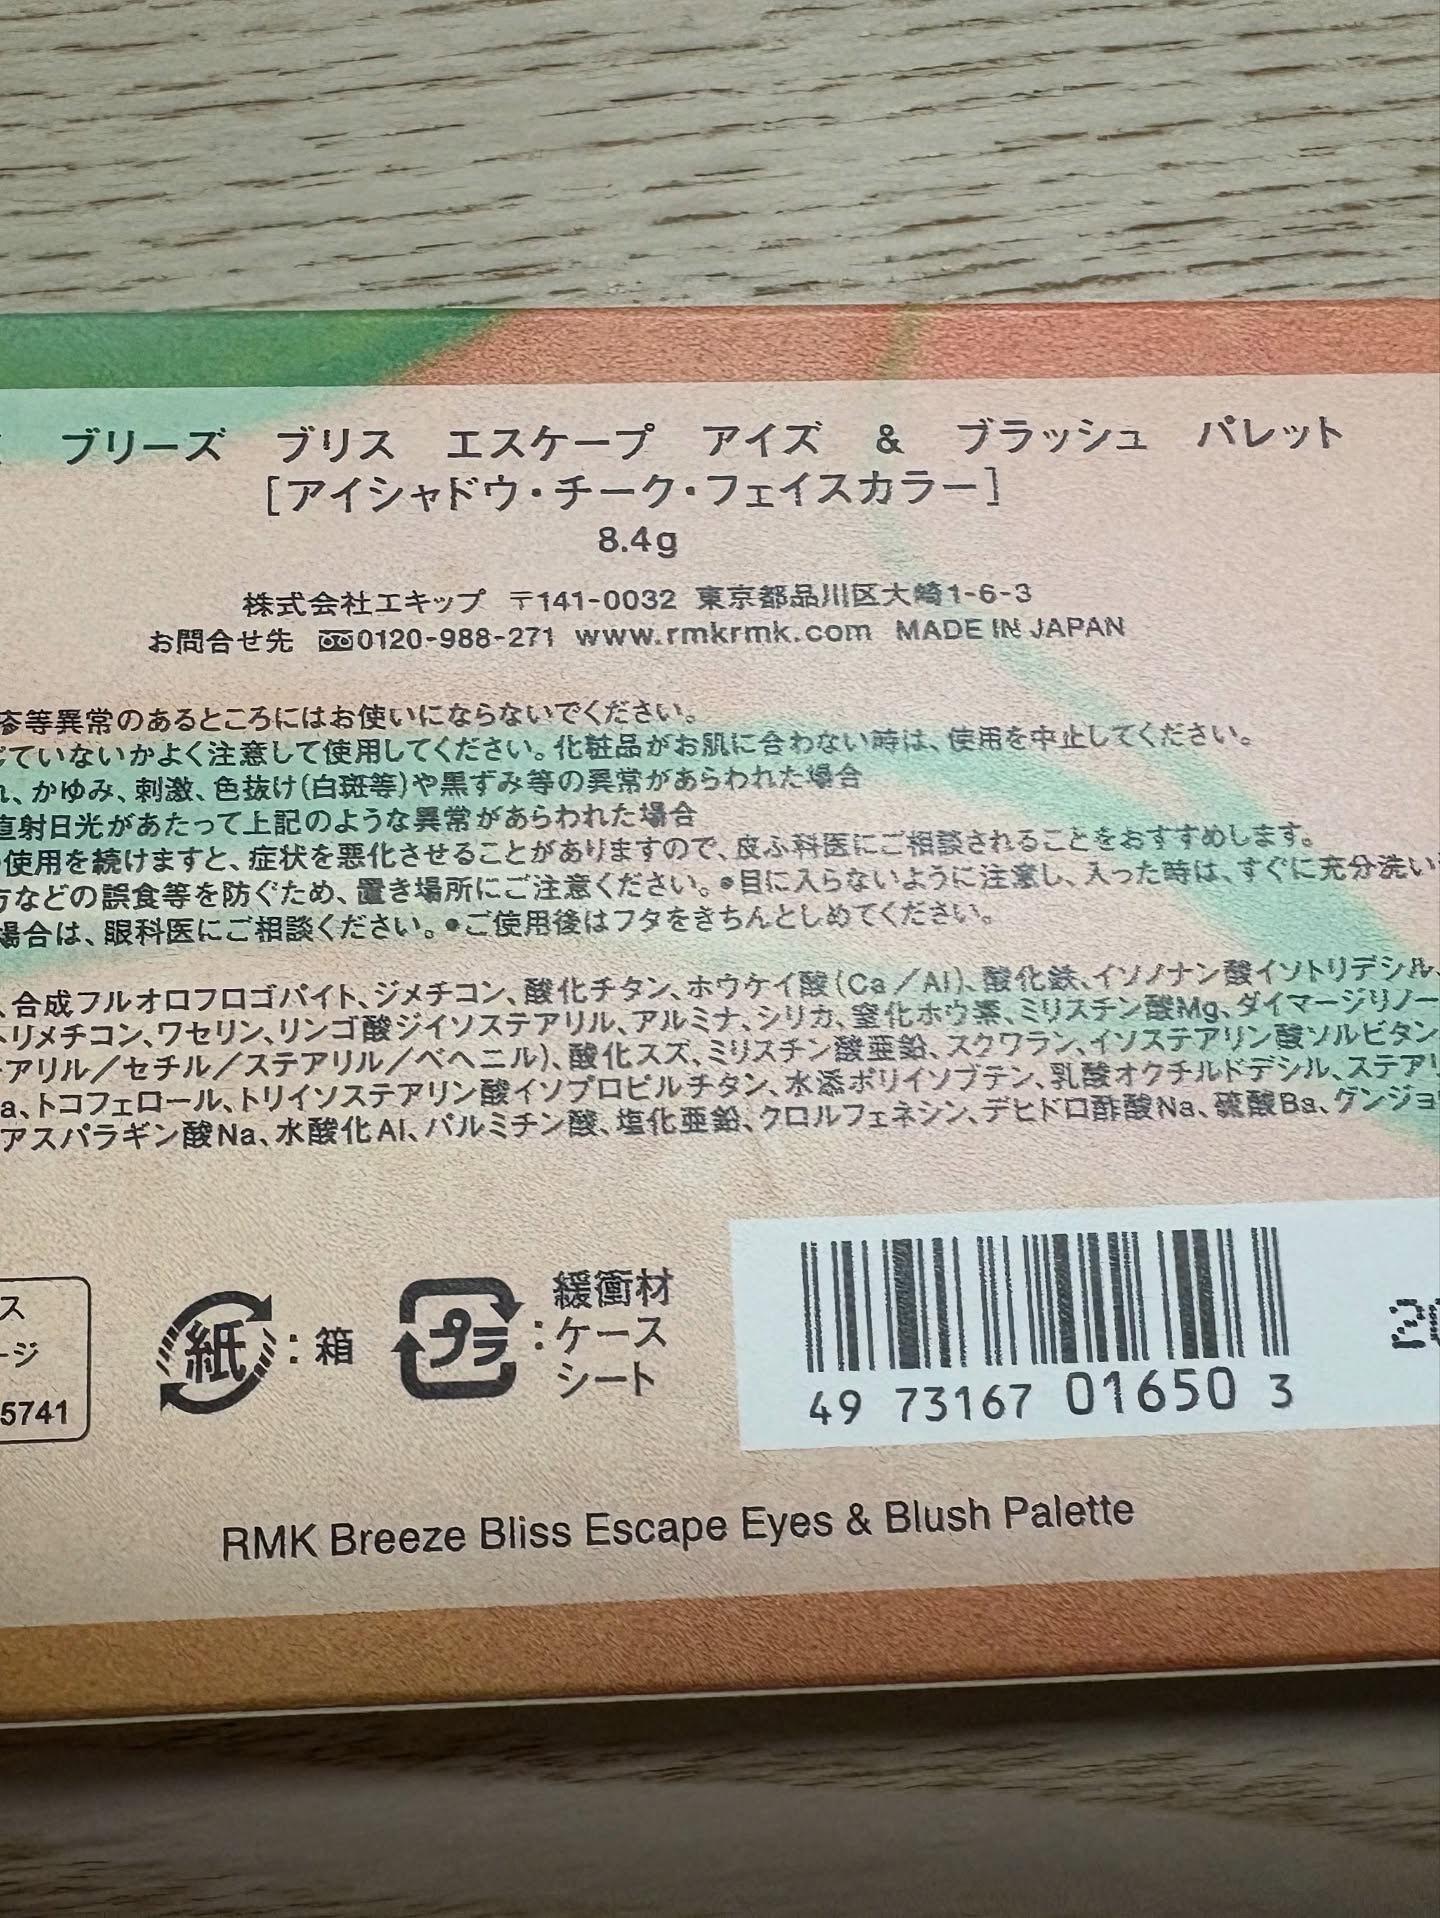 ブリーズ ブリス エスケープ アイズ & ブラッシュ パレット
[アイシャドウ・チーク・フェイスカラー]
8.4g
株式会社エキップ 〒141-0032 東京都品川区大崎1-6-3
お問合せ先 0120-988-271 www.rmkrmk.com MADE IN JAPAN
疹等異常のあるところにはお使いにならないでください。
ていないかよく注意して使用してください。化粧品がお肌に合わない時は、使用を中止してください。
れ、かゆみ、刺激、色抜け(白斑等)や黒ずみ等の異常があらわれた場合
直射日光があたって上記のような異常があらわれた場合
使用を続けますと、症状を悪化させることがありますので、皮ふ科医にご相談されることをおすすめします。
方などの誤食等を防ぐため、置き場所にご注意ください。●目に入らないように注意し、入った時は、すぐに充分洗い
場合は、眼科医にご相談ください。●ご使用後はフタをきちんとしめてください。
、合成フルオロフロゴパイト、ジメチコン、酸化チタン、ホウケイ酸(Ca/Al)、酸化鉄、イソノナン酸イソトリデシル、
トリメチコン、ワセリン、リンゴ酸ジイソステアリル、アルミナ、シリカ、窒化ホウ素、ミリスチン酸Mg、ダイマージリノー
アリル/セチル/ステアリル/ベヘニル)、酸化スズ、ミリスチン酸亜鉛、スクワラン、イソステアリン酸ソルビタン
a、トコフェロール、トリイソステアリン酸イソプロピルチタン、水添ポリイソブテン、乳酸オクチルドデシル、ステアリ
アスパラギン酸Na、水酸化Al、パルミチン酸、塩化亜鉛、クロルフェネシン、デヒドロ酢酸Na、硫酸Ba、グンジョ
ス
ージ
5741
紙:箱
プラ:緩衝材
ケース
シート
49 73167 01650 3
RMK Breeze Bliss Escape Eyes & Blush Palette